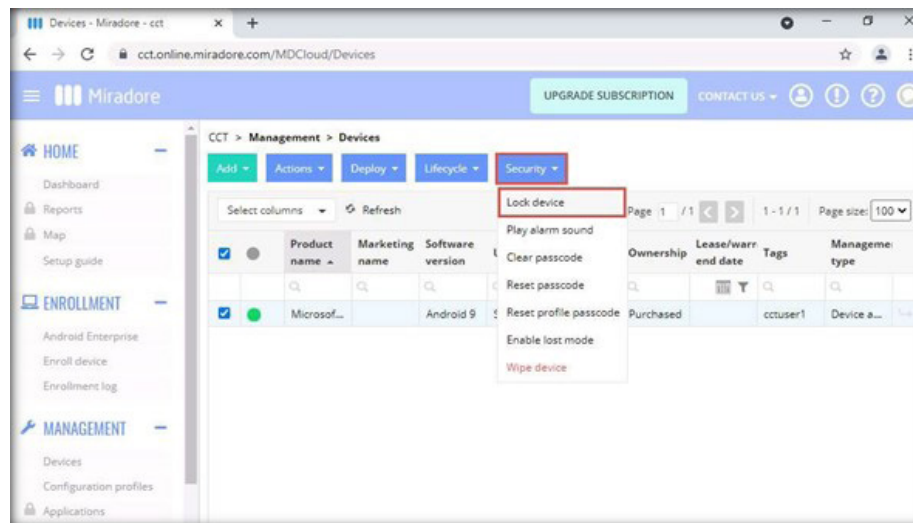 Devices - Miradore - cct
cct.online.miradore.com/MDCloud/Devices
Miradore
UPGRADE SUBSCRIPTION
CONTACT US
HOME
Dashboard
Reports
Map
Setup guide
ENROLLMENT
Android Enterprise
Enroll device
Enrollment log
MANAGEMENT
Devices
Configuration profiles
Applications
CCT > Management > Devices
Add Actions Deploy Lifecycle Security
Select columns Refresh Page 1 / 1 1 - 1 / 1 Page size: 100
Product name Marketing name Software version Ownership Lease/warr end date Tags Manageme type
Microsof... Android 9 Purchased cctuser1 Device a...
Lock device
Play alarm sound
Clear passcode
Reset passcode
Reset profile passcode
Enable lost mode
Wipe device